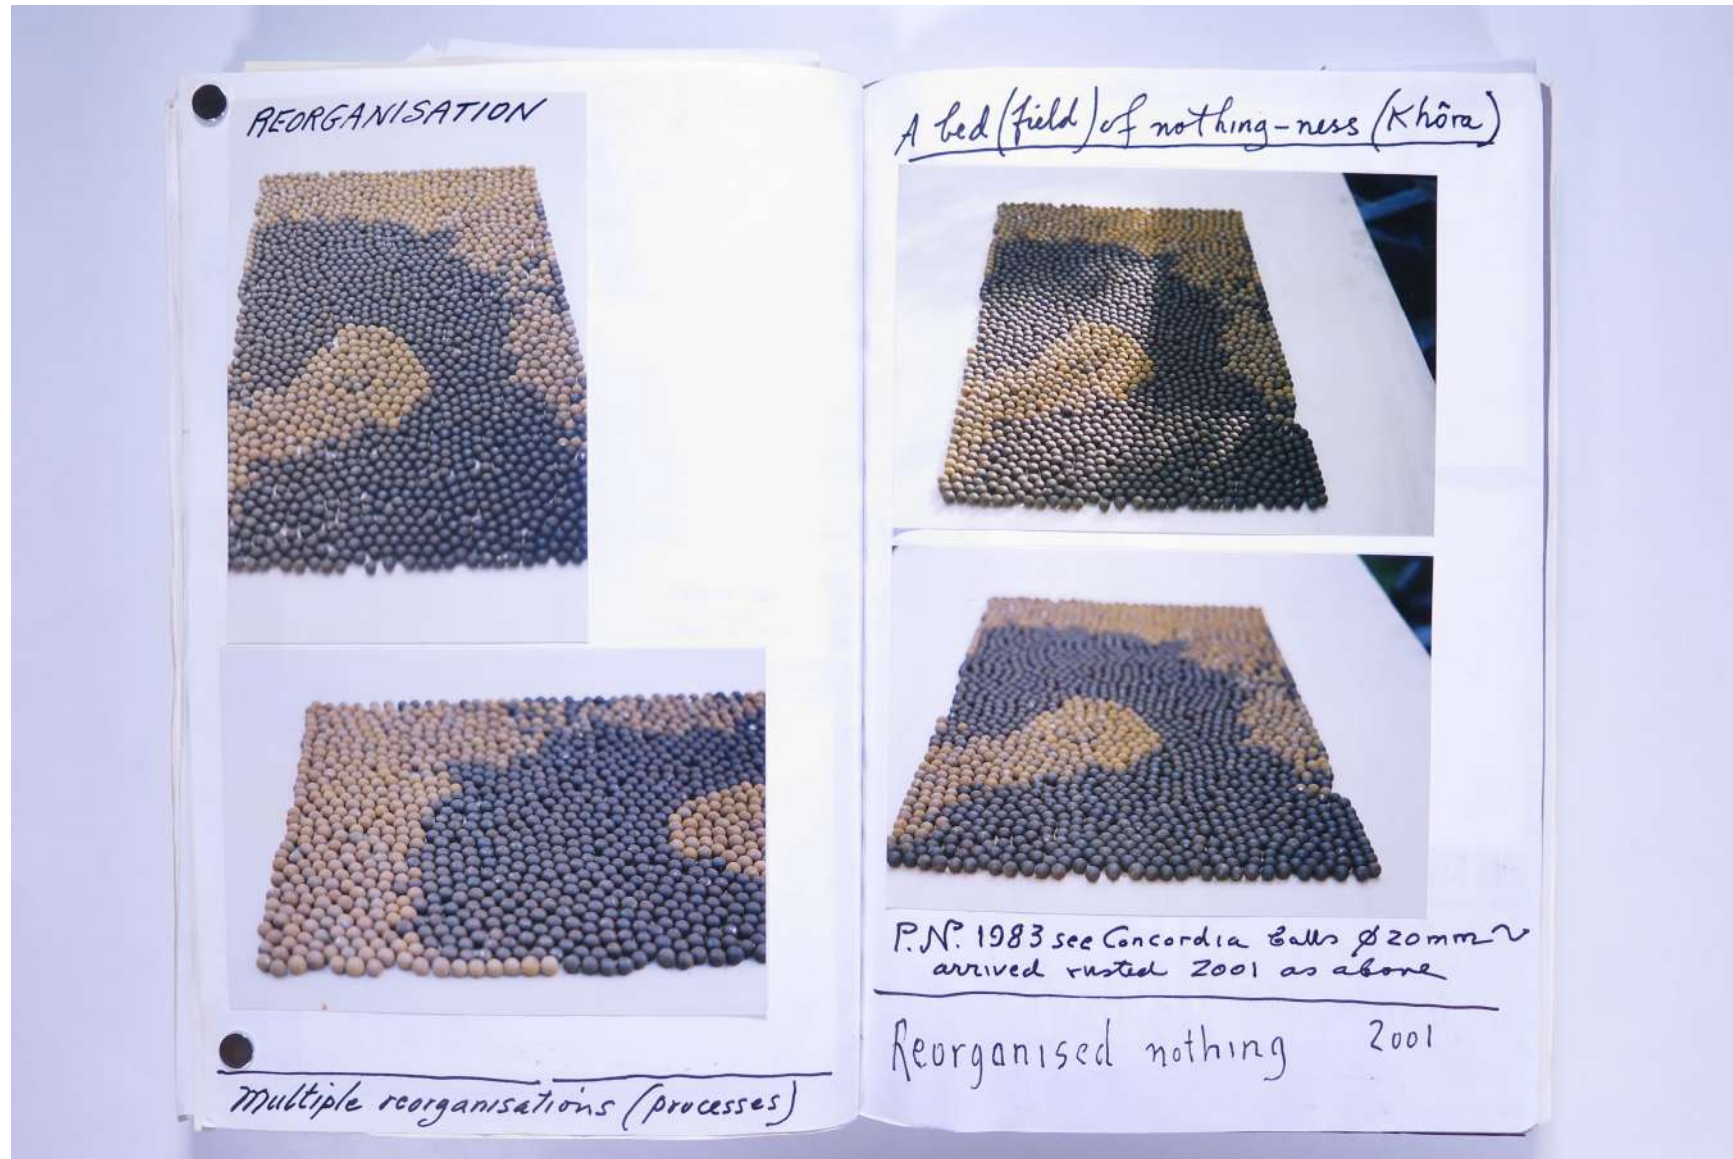 REORGANISATION
Multiple reorganisations (processes)
A bed (field) of nothing-ness (Khôra)
P.N. 1983 see Concordia balls Ø 20mm
arrived rusted 2001 as above
Reorganised nothing 2001